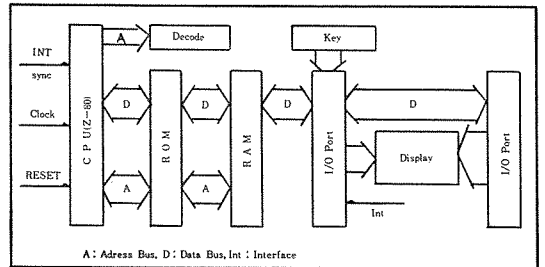 INT
sync
Clock
RESET
CPU(Z-80)
A
Decode
Key
D
D
D
D
ROM
RAM
I/O Port
I/O Port
Display
A
A
Int
A : Adress Bus, D : Data Bus, Int : Interface